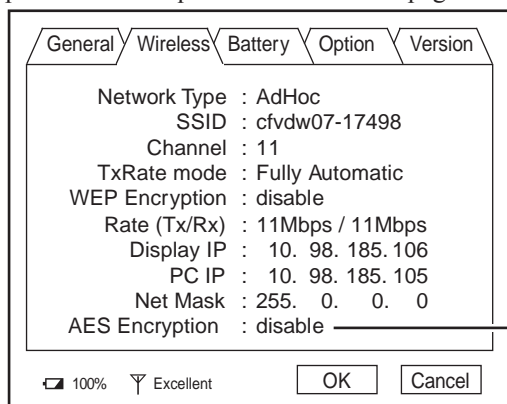 General Wireless Battery Option Version
Network Type : AdHoc
SSID : cfvdw07-17498
Channel : 11
TxRate mode : Fully Automatic
WEP Encryption : disable
Rate (Tx/Rx) : 11Mbps / 11Mbps
Display IP : 10. 98. 185. 106
PC IP : 10. 98. 185. 105
Net Mask : 255. 0. 0. 0
AES Encryption : disable
100% Excellent OK Cancel